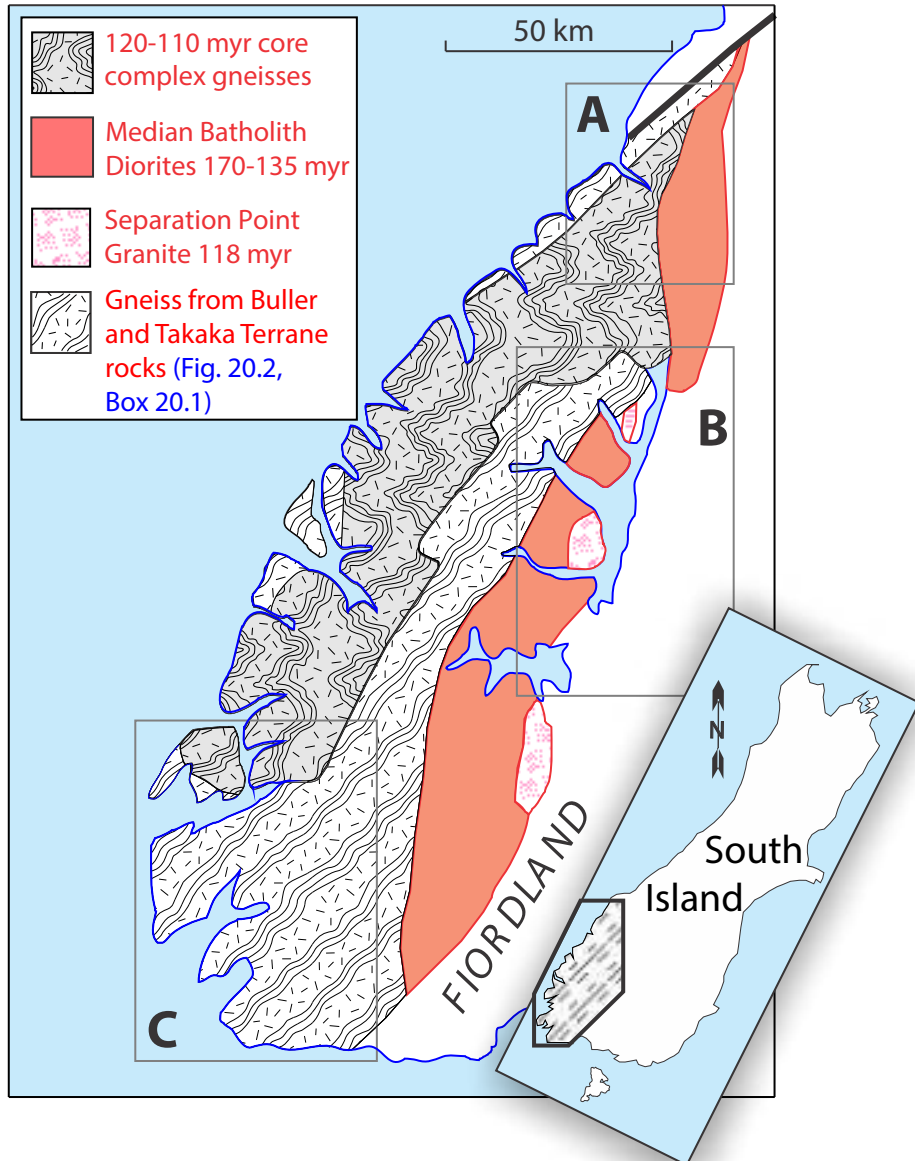 120-110 myr core
complex gneisses
Median Batholith
Diorites 170-135 myr
Separation Point
Granite 118 myr
Gneiss from Buller
and Takaka Terrane
rocks (Fig. 20.2,
Box 20.1)
50 km
A
B
C
FIORDLAND
N
South
Island